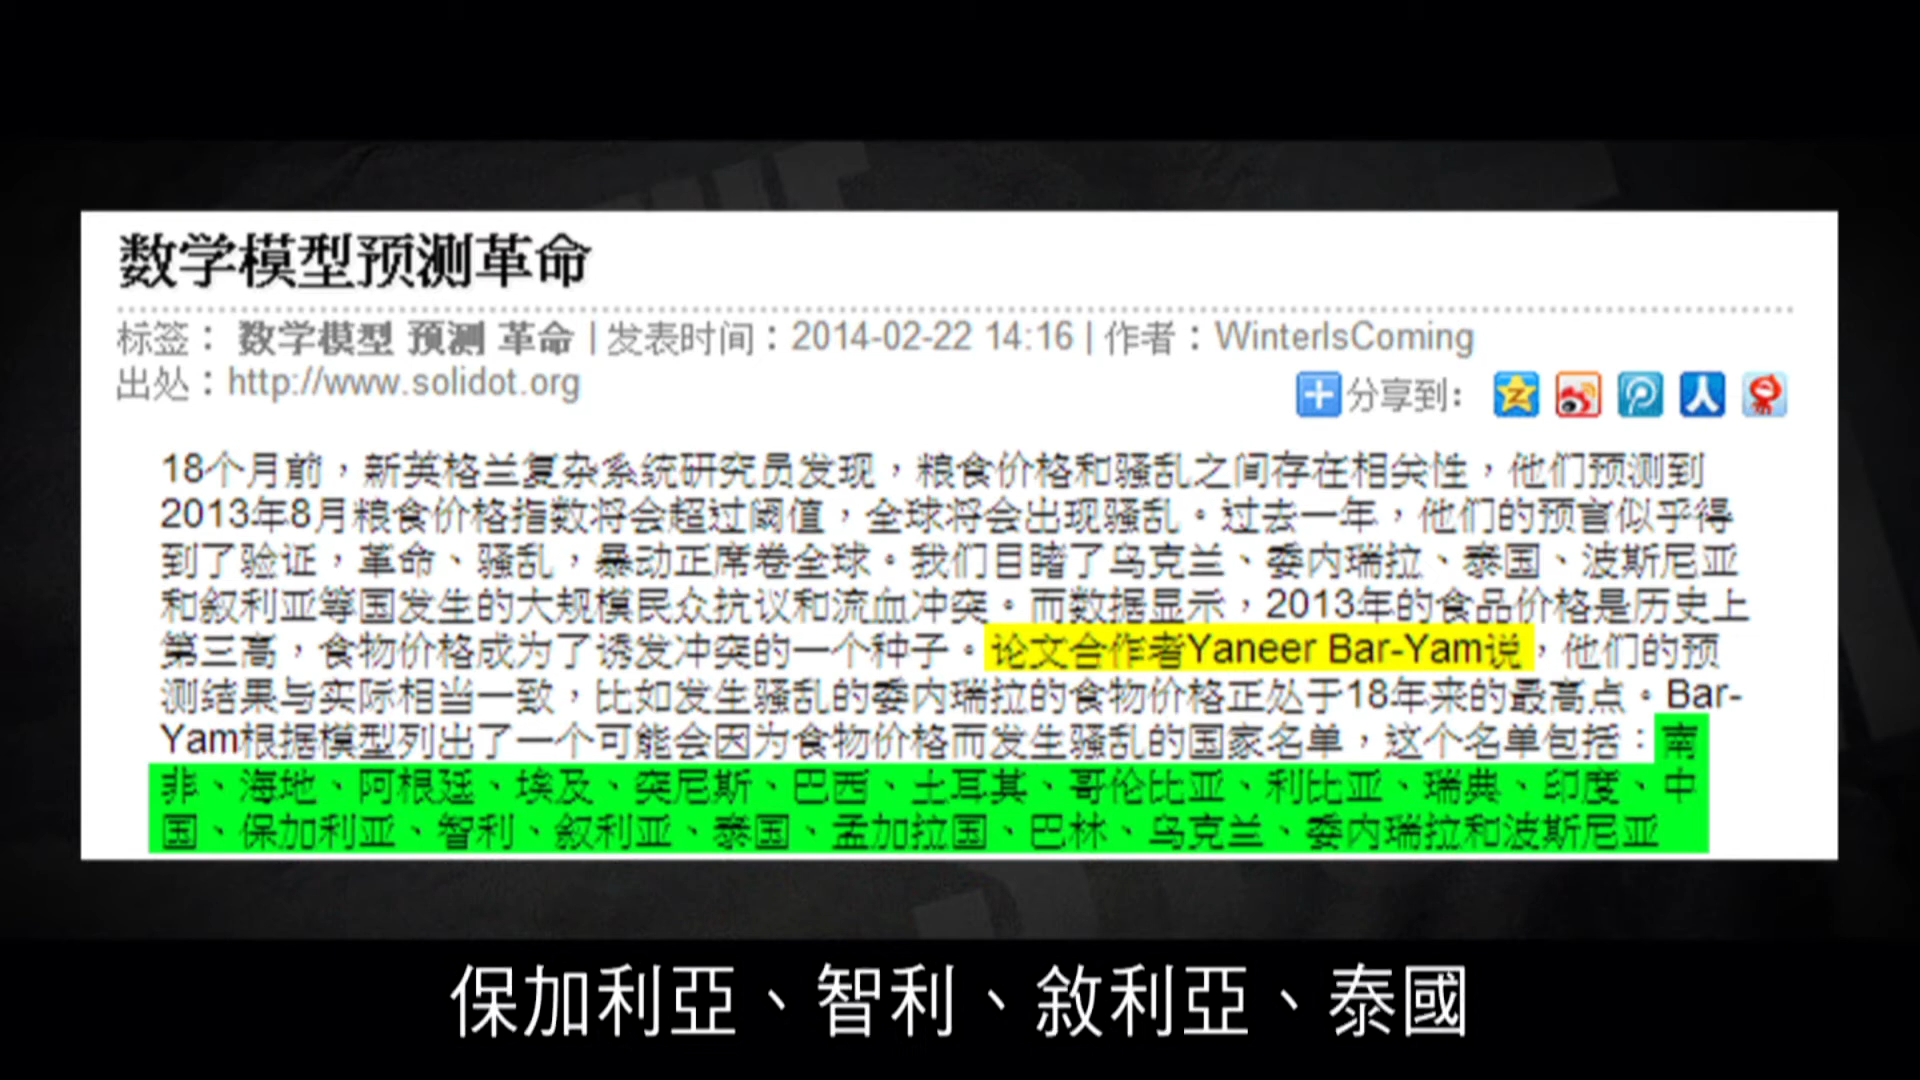 数学模型预测革命
标签： 数学模型 预测 革命 | 发表时间：2014-02-22 14:16 | 作者：WinterIsComing
出处：http://www.solidot.org
分享到：
18个月前，新英格兰复杂系统研究员发现，粮食价格和骚乱之间存在相关性，他们预测到
2013年8月粮食价格指数将会超过阈值，全球将会出现骚乱。过去一年，他们的预言似乎得
到了验证，革命、骚乱，暴动正席卷全球。我们目睹了乌克兰、委内瑞拉、泰国、波斯尼亚
和叙利亚等国发生的大规模民众抗议和流血冲突。而数据显示，2013年的食品价格是历史上
第三高，食物价格成为了诱发冲突的一个种子。论文合作者Yaneer Bar-Yam说，他们的预
测结果与实际相当一致，比如发生骚乱的委内瑞拉的食物价格正处于18年来的最高点。Bar-
Yam根据模型列出了一个可能会因为食物价格而发生骚乱的国家名单，这个名单包括：南
非、海地、阿根廷、埃及、突尼斯、巴西、土耳其、哥伦比亚、利比亚、瑞典、印度、中
国、保加利亚、智利、叙利亚、泰国、孟加拉国、巴林、乌克兰、委内瑞拉和波斯尼亚
保加利亞、智利、敘利亞、泰國